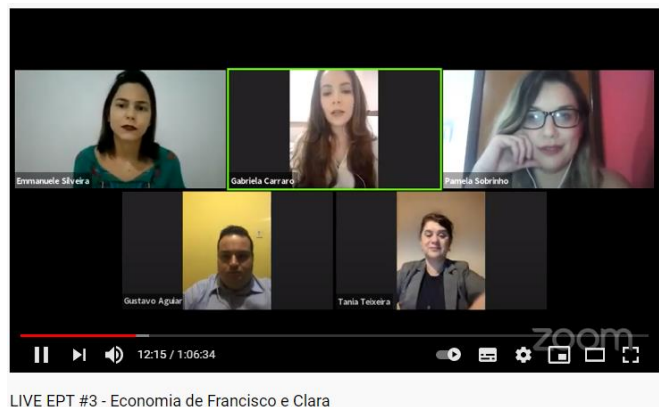 Emmanuele Silveira
Gabriela Carraro
Pamela Sobrinho
Gustavo Aguiar
Tania Teixeira
zoom
12:15 / 1:06:34
LIVE EPT #3 - Economia de Francisco e Clara